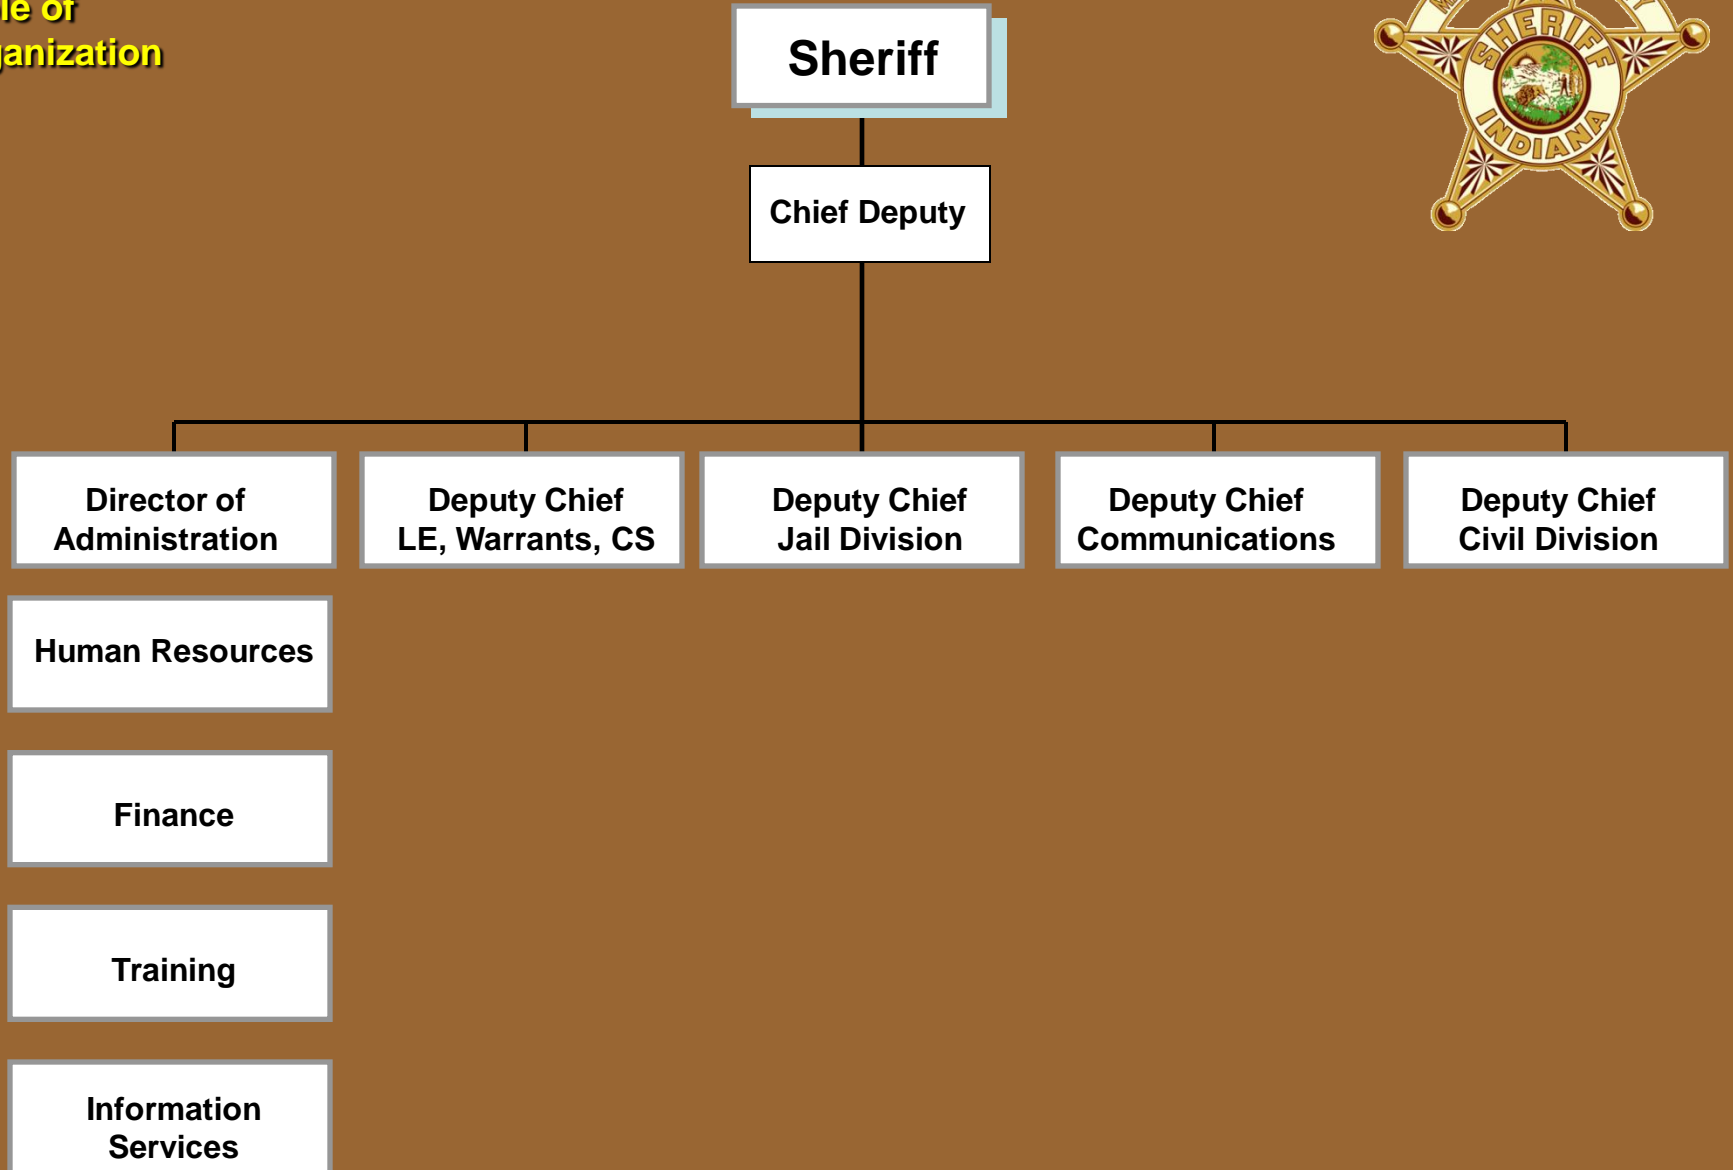 ganization
Sheriff
SHERIFF
INDIANA
Chief Deputy
Director of
Administration
Deputy Chief
LE, Warrants, CS
Deputy Chief
Jail Division
Deputy Chief
Communications
Deputy Chief
Civil Division
Human Resources
Finance
Training
Information
Services